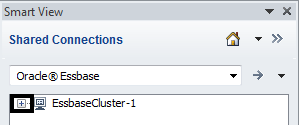 Smart View
Shared Connections
Oracle® Essbase
EssbaseCluster-1